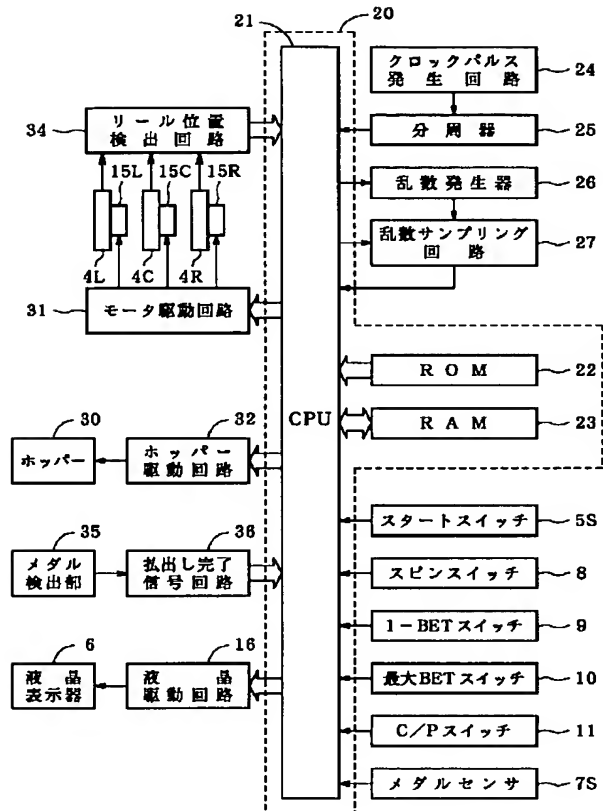 21
20
クロックパルス
発生回路
24
34
リール位置
検出回路
分周器
25
15L
15C
15R
乱数発生器
26
乱数サンプリング
回路
27
4L
4C
4R
31
モータ駆動回路
ROM
22
CPU
RAM
23
30
32
ホッパー
ホッパー
駆動回路
スタートスイッチ
5S
35
36
メダル
検出部
払出し完了
信号回路
スピンスイッチ
8
1-BETスイッチ
9
6
16
液晶
表示器
液晶
駆動回路
最大BETスイッチ
10
C/Pスイッチ
11
メダルセンサ
7S